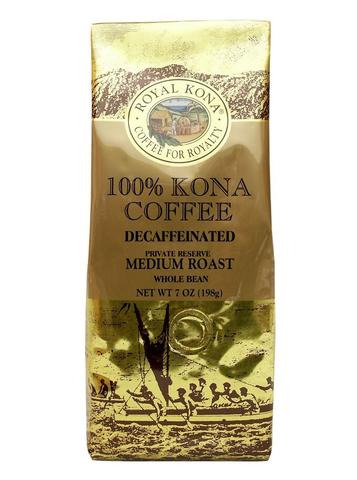 ROYAL KONA
COFFEE FOR ROYALTY
100% KONA
COFFEE
DECAFFEINATED
PRIVATE RESERVE
MEDIUM ROAST
WHOLE BEAN
NET WT 7 OZ (198g)